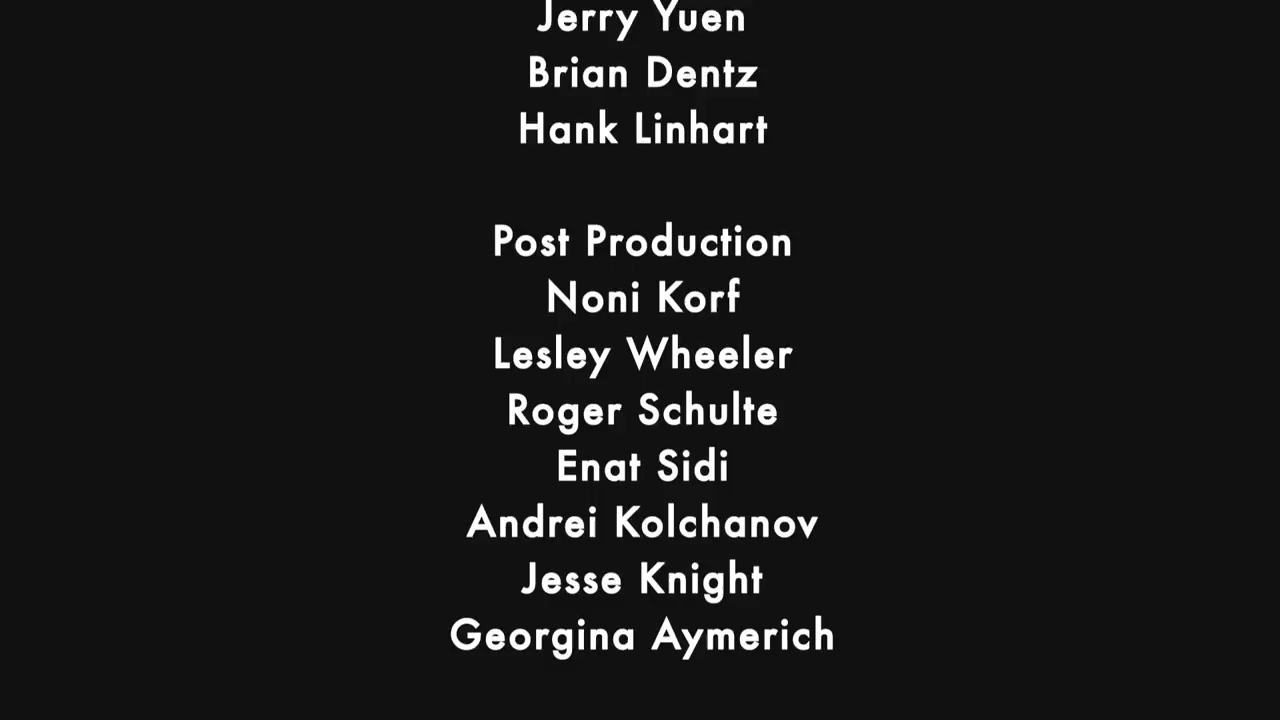 Jerry Yuen
Brian Dentz
Hank Linhart
Post Production
Noni Korf
Lesley Wheeler
Roger Schulte
Enat Sidi
Andrei Kolchanov
Jesse Knight
Georgina Aymerich